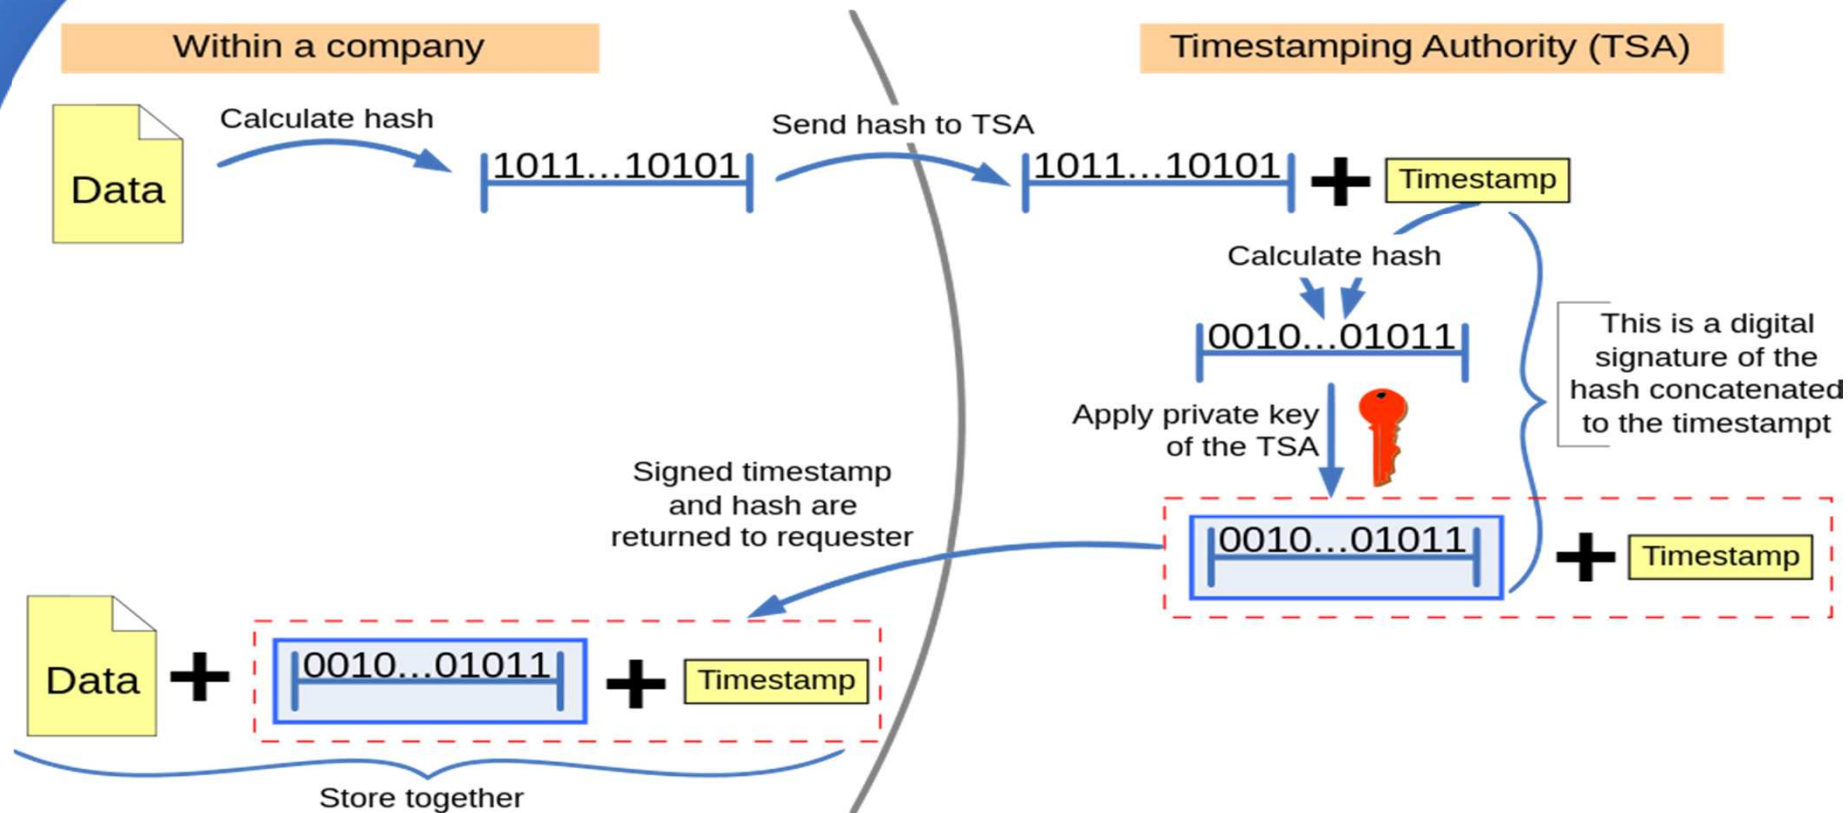 Within a company
Timestamping Authority (TSA)
Calculate hash
Send hash to TSA
Data
1011...10101
1011...10101
+
Timestamp
Calculate hash
0010...01011
This is a digital
signature of the
hash concatenated
to the timestampt
Apply private key
of the TSA
Signed timestamp
and hash are
returned to requester
0010...01011
+
Timestamp
Data
+
0010...01011
+
Timestamp
Store together